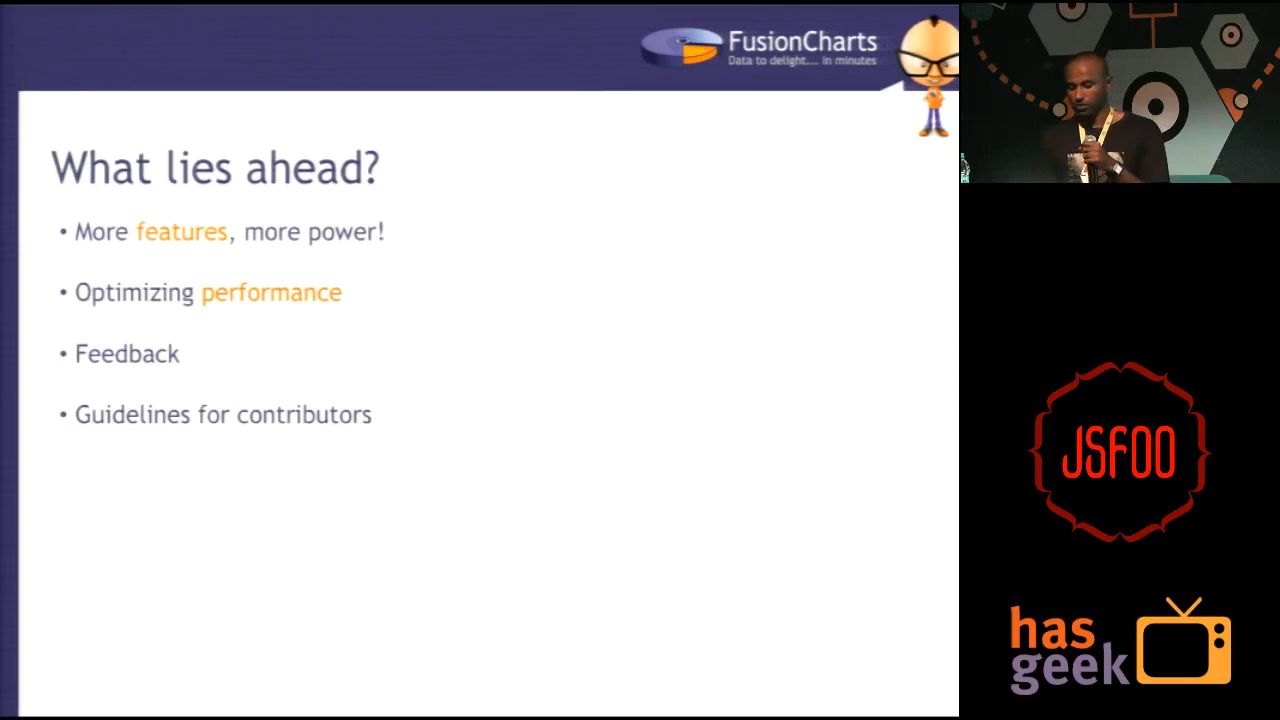 FusionCharts
Data to delight... in minutes
What lies ahead?
• More features, more power!
• Optimizing performance
• Feedback
• Guidelines for contributors
JSFOO
has
geek